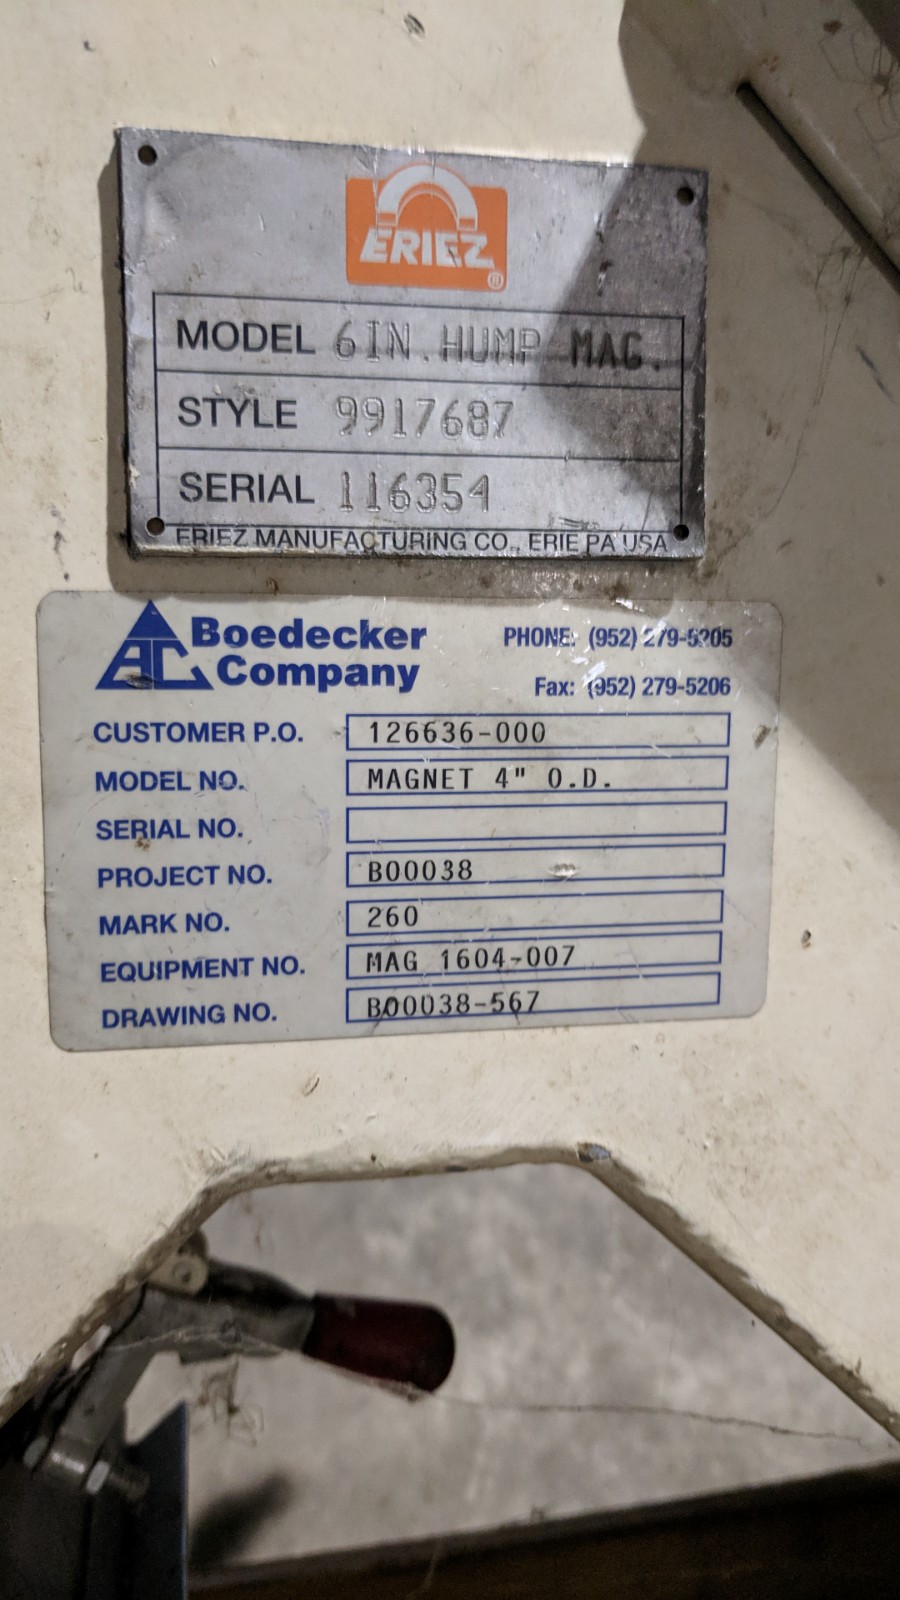 ERIEZ®
MODEL 6IN. HUMP MAG.
STYLE 9917687
SERIAL 116354
ERIEZ MANUFACTURING CO., ERIE PA USA
Boedecker Company
PHONE: (952) 279-5205
Fax: (952) 279-5206
CUSTOMER P.O. 126636-000
MODEL NO. MAGNET 4" O.D.
SERIAL NO.
PROJECT NO. B00038
MARK NO. 260
EQUIPMENT NO. MAG 1604-007
DRAWING NO. B00038-567